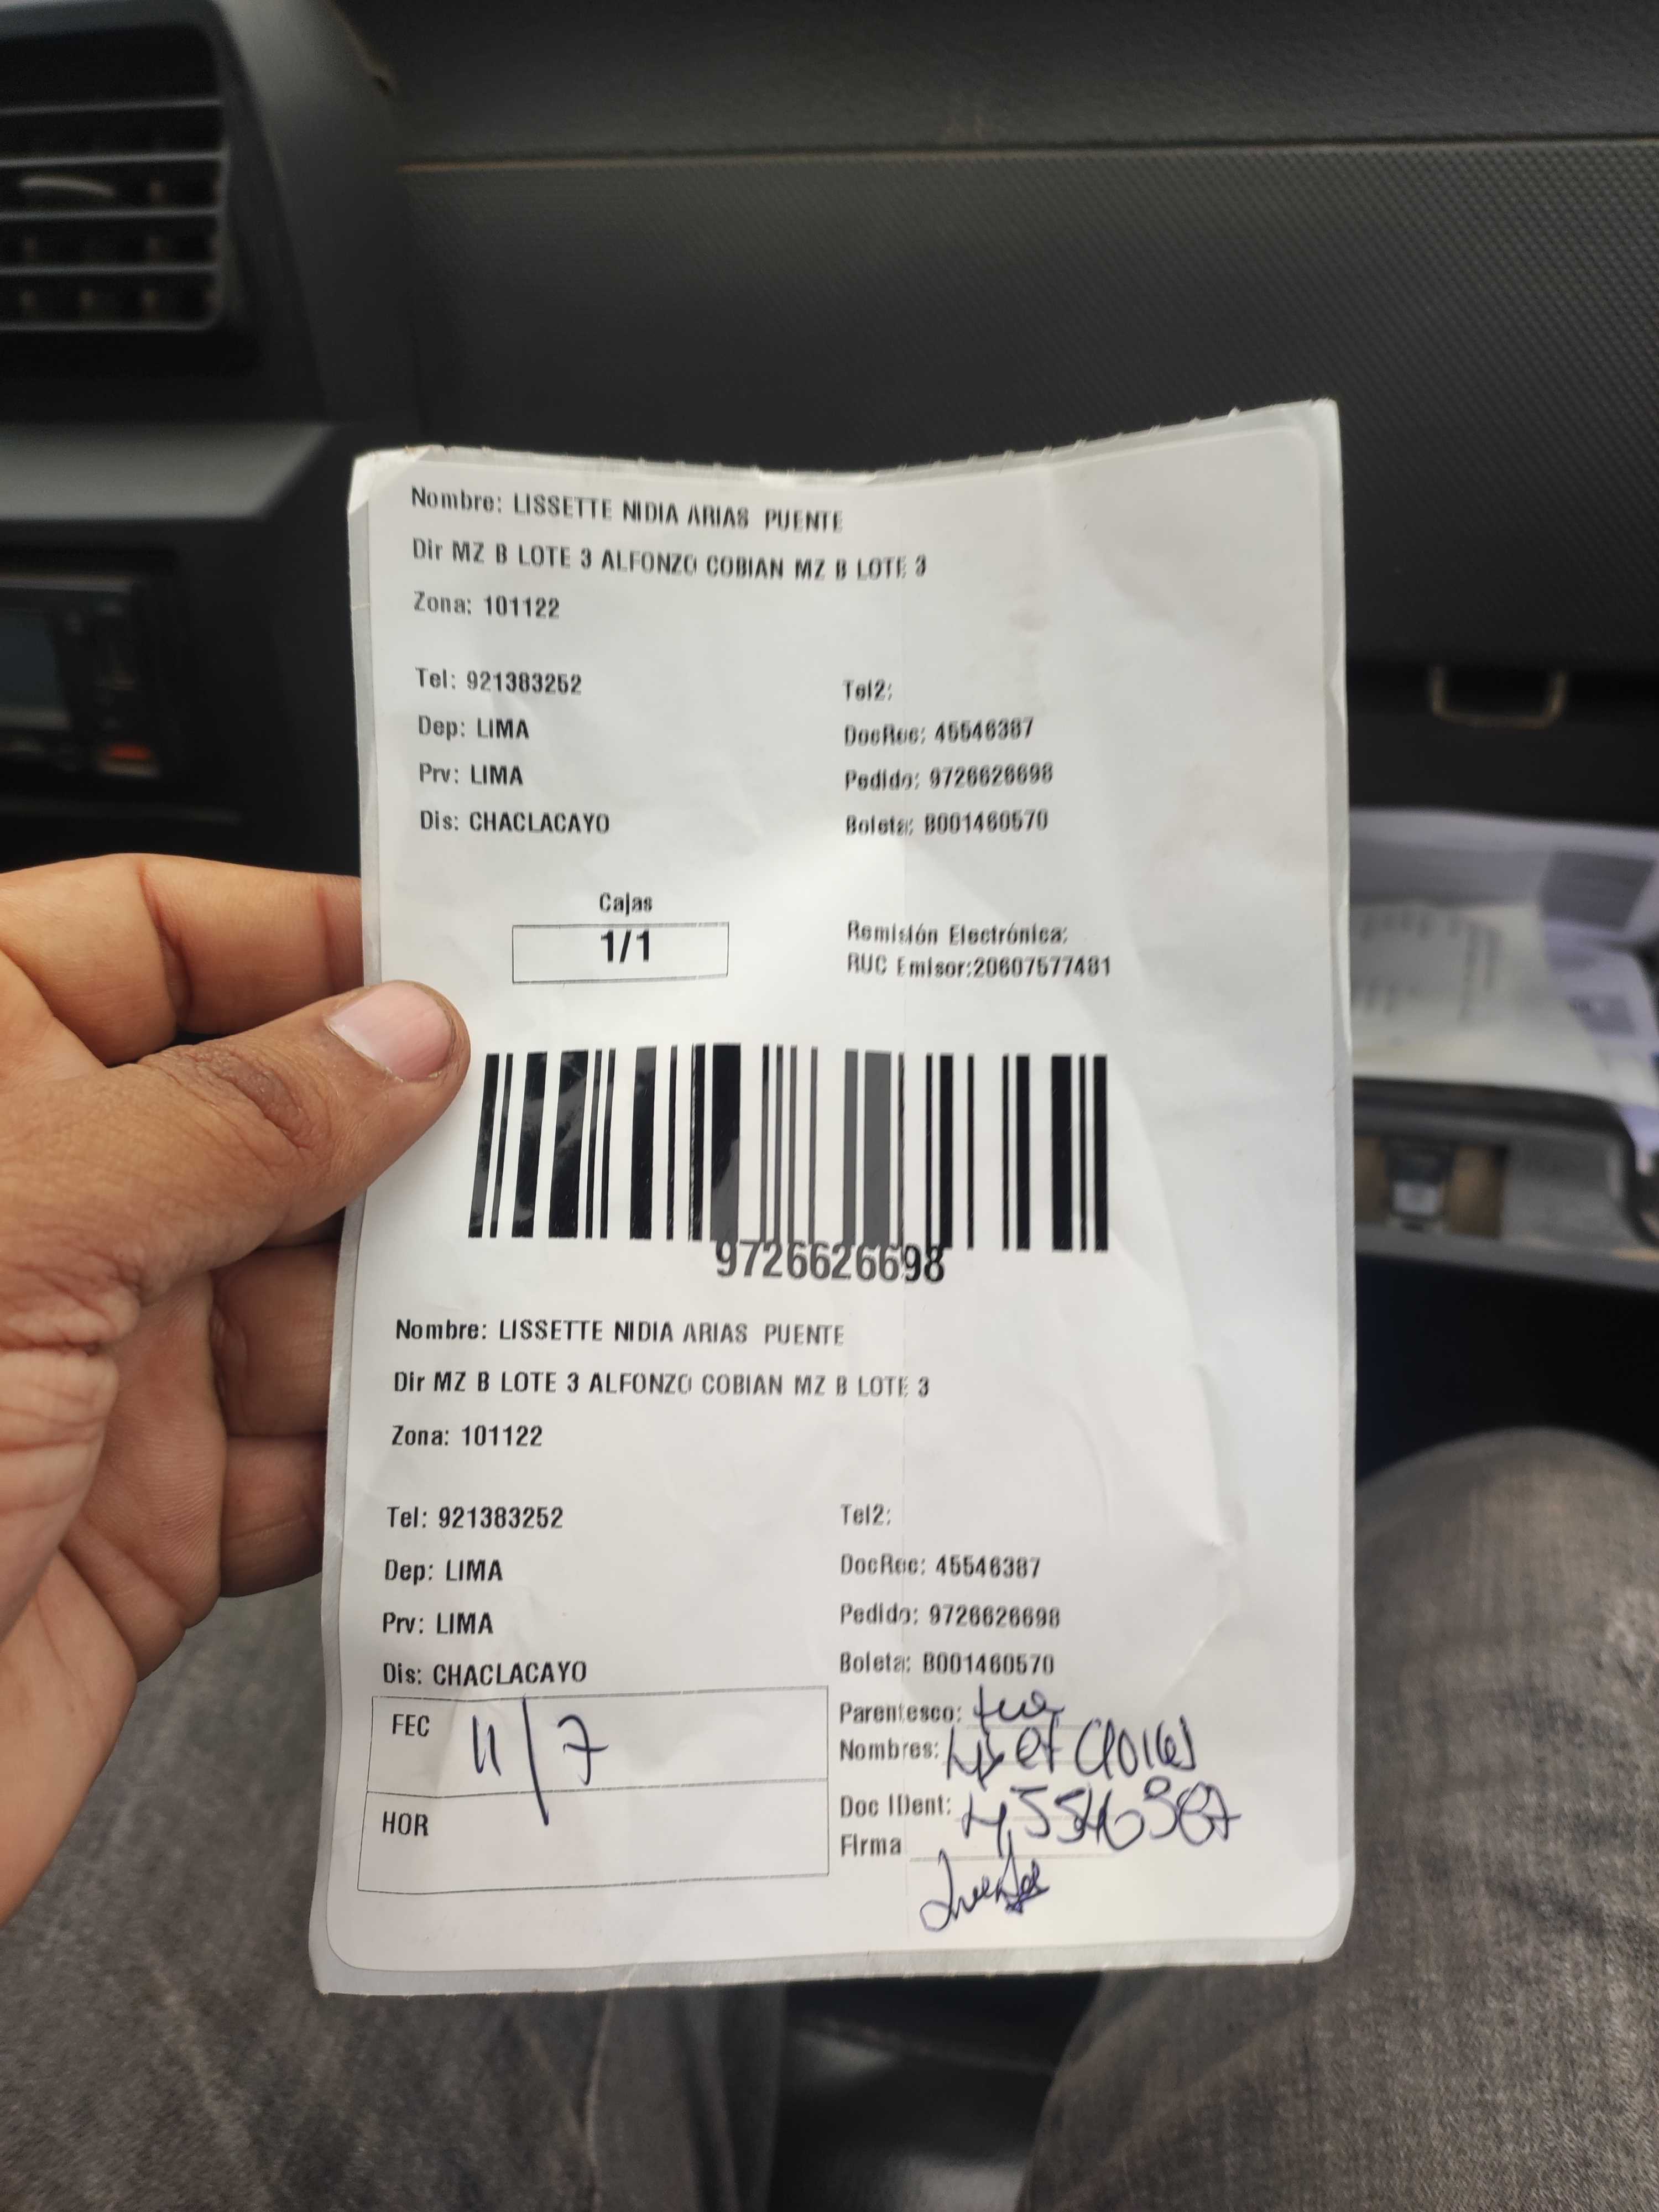 Nombre: LISSETTE NIDIA ARIAS PUENTE
Dir MZ B LOTE 3 ALFONZO COBIAN MZ B LOTE 3
Zona: 101122
Tel: 921383252 Tel2:
Dep: LIMA DocRec: 45546387
Prv: LIMA Pedido: 9726626698
Dis: CHACLACAYO Boleta: B001460570
Cajas
1/1
Remisión Electrónica:
RUC Emisor:20607577481
9726626698
Nombre: LISSETTE NIDIA ARIAS PUENTE
Dir MZ B LOTE 3 ALFONZO COBIAN MZ B LOTE 3
Zona: 101122
Tel: 921383252 Tel2:
Dep: LIMA DocRec: 45546387
Prv: LIMA Pedido: 9726626698
Dis: CHACLACAYO Boleta: B001460570
FEC 11/7
HOR
Parentesco:
Nombres:
Doc IDent: 45546387
Firma